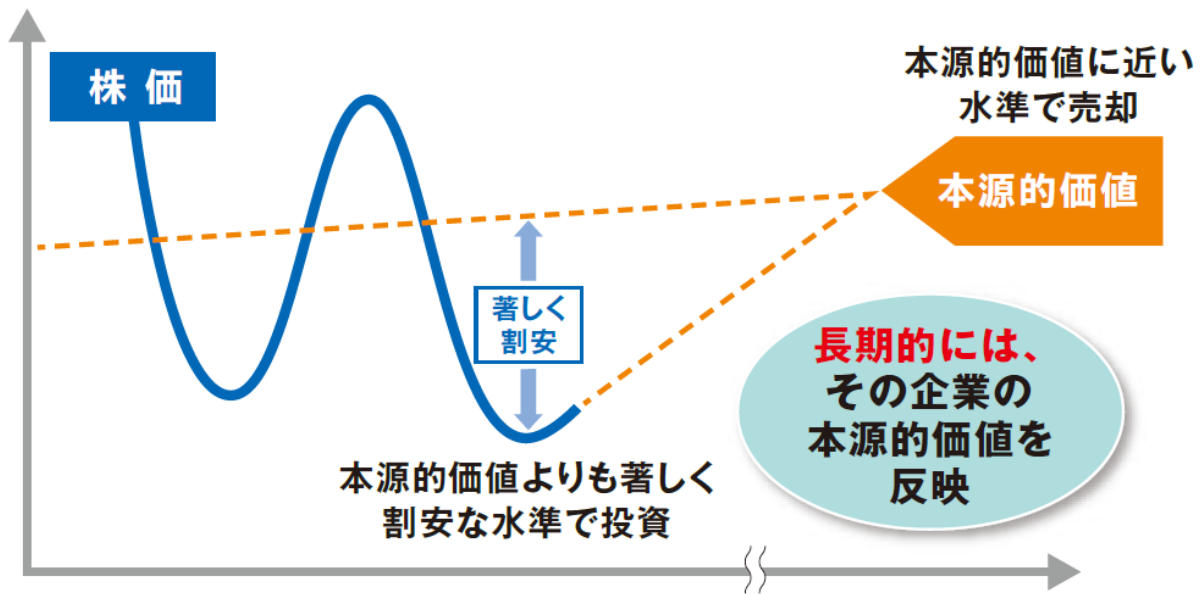 株 価
本源的価値に近い
水準で売却
本源的価値
著しく
割安
長期的には、
その企業の
本源的価値を
反映
本源的価値よりも著しく
割安な水準で投資